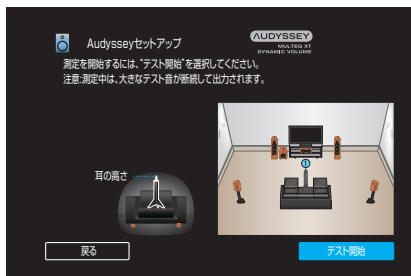 Audysseyセットアップ
AUDYSSEY
MULTEQ XT
DYNAMIC VOLUME
測定を開始するには、“テスト開始”を選択してください。
注意:測定中は、大きなテスト音が断続して出力されます。
耳の高さ
①
戻る
テスト開始